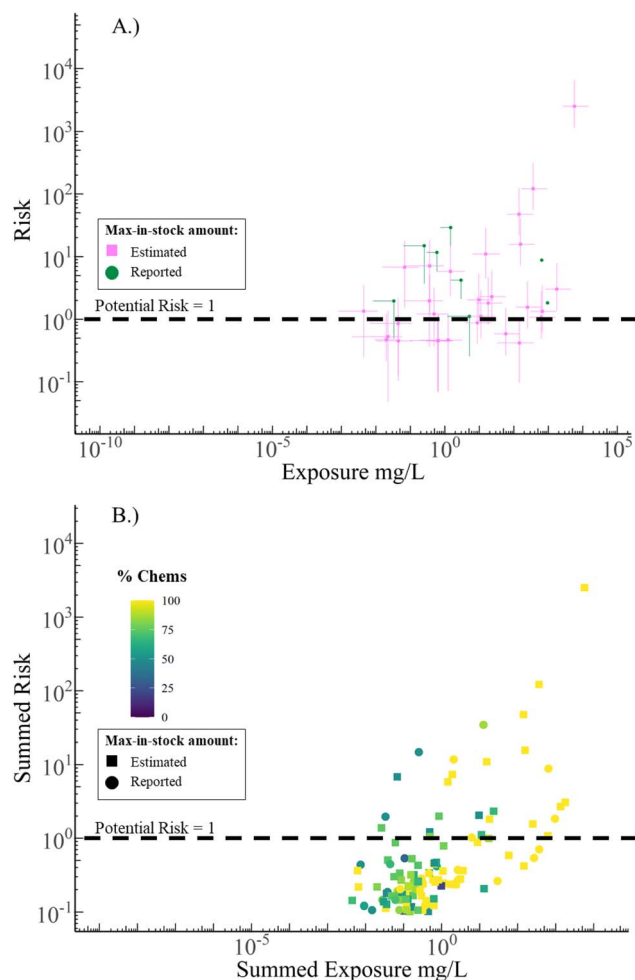 A.)
10^4
10^3
10^2
10^1
10^0
10^-1
Risk
Max-in-stock amount:
Estimated
Reported
Potential Risk = 1
10^-10
10^-5
10^0
10^5
Exposure mg/L
B.)
10^4
10^3
10^2
10^1
10^0
10^-1
Summed Risk
% Chems
100
75
50
25
0
Max-in-stock amount:
Estimated
Reported
Potential Risk = 1
10^-5
10^0
10^5
Summed Exposure mg/L